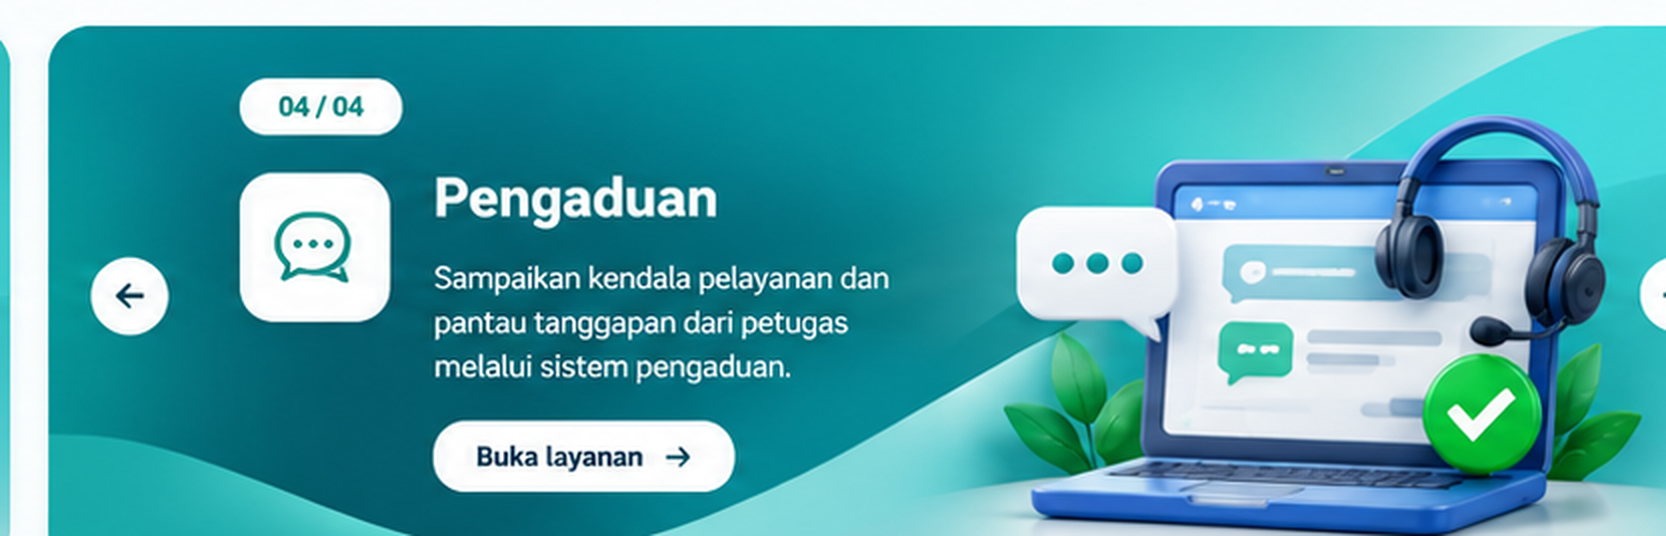 04 / 04
Pengaduan
Sampaikan kendala pelayanan dan
pantau tanggapan dari petugas
melalui sistem pengaduan.
Buka layanan →